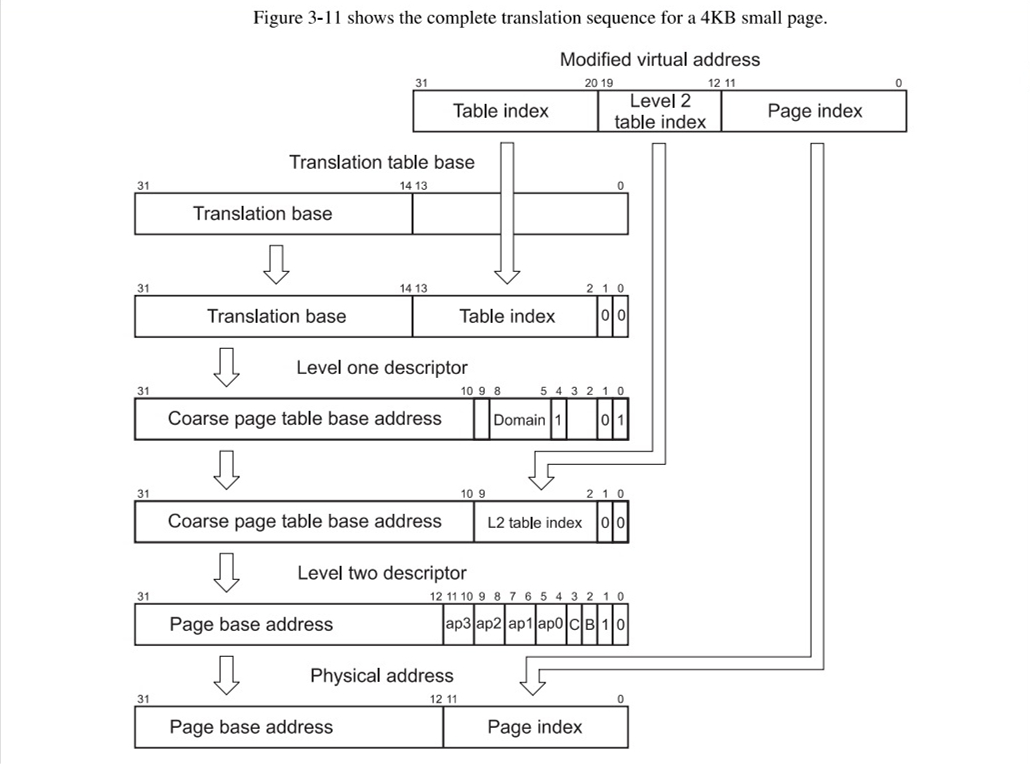 Figure 3-11 shows the complete translation sequence for a 4KB small page.
Modified virtual address
31 20 19 12 11 0
Table index
Level 2
table index
Page index
Translation table base
31 14 13 0
Translation base
31 14 13 2 1 0
Translation base Table index 0 0
Level one descriptor
31 10 9 8 5 4 3 2 1 0
Coarse page table base address Domain 1 0 1
31 10 9 2 1 0
Coarse page table base address L2 table index 0 0
Level two descriptor
31 12 11 10 9 8 7 6 5 4 3 2 1 0
Page base address ap3 ap2 ap1 ap0 C B 1 0
Physical address
31 12 11 0
Page base address Page index